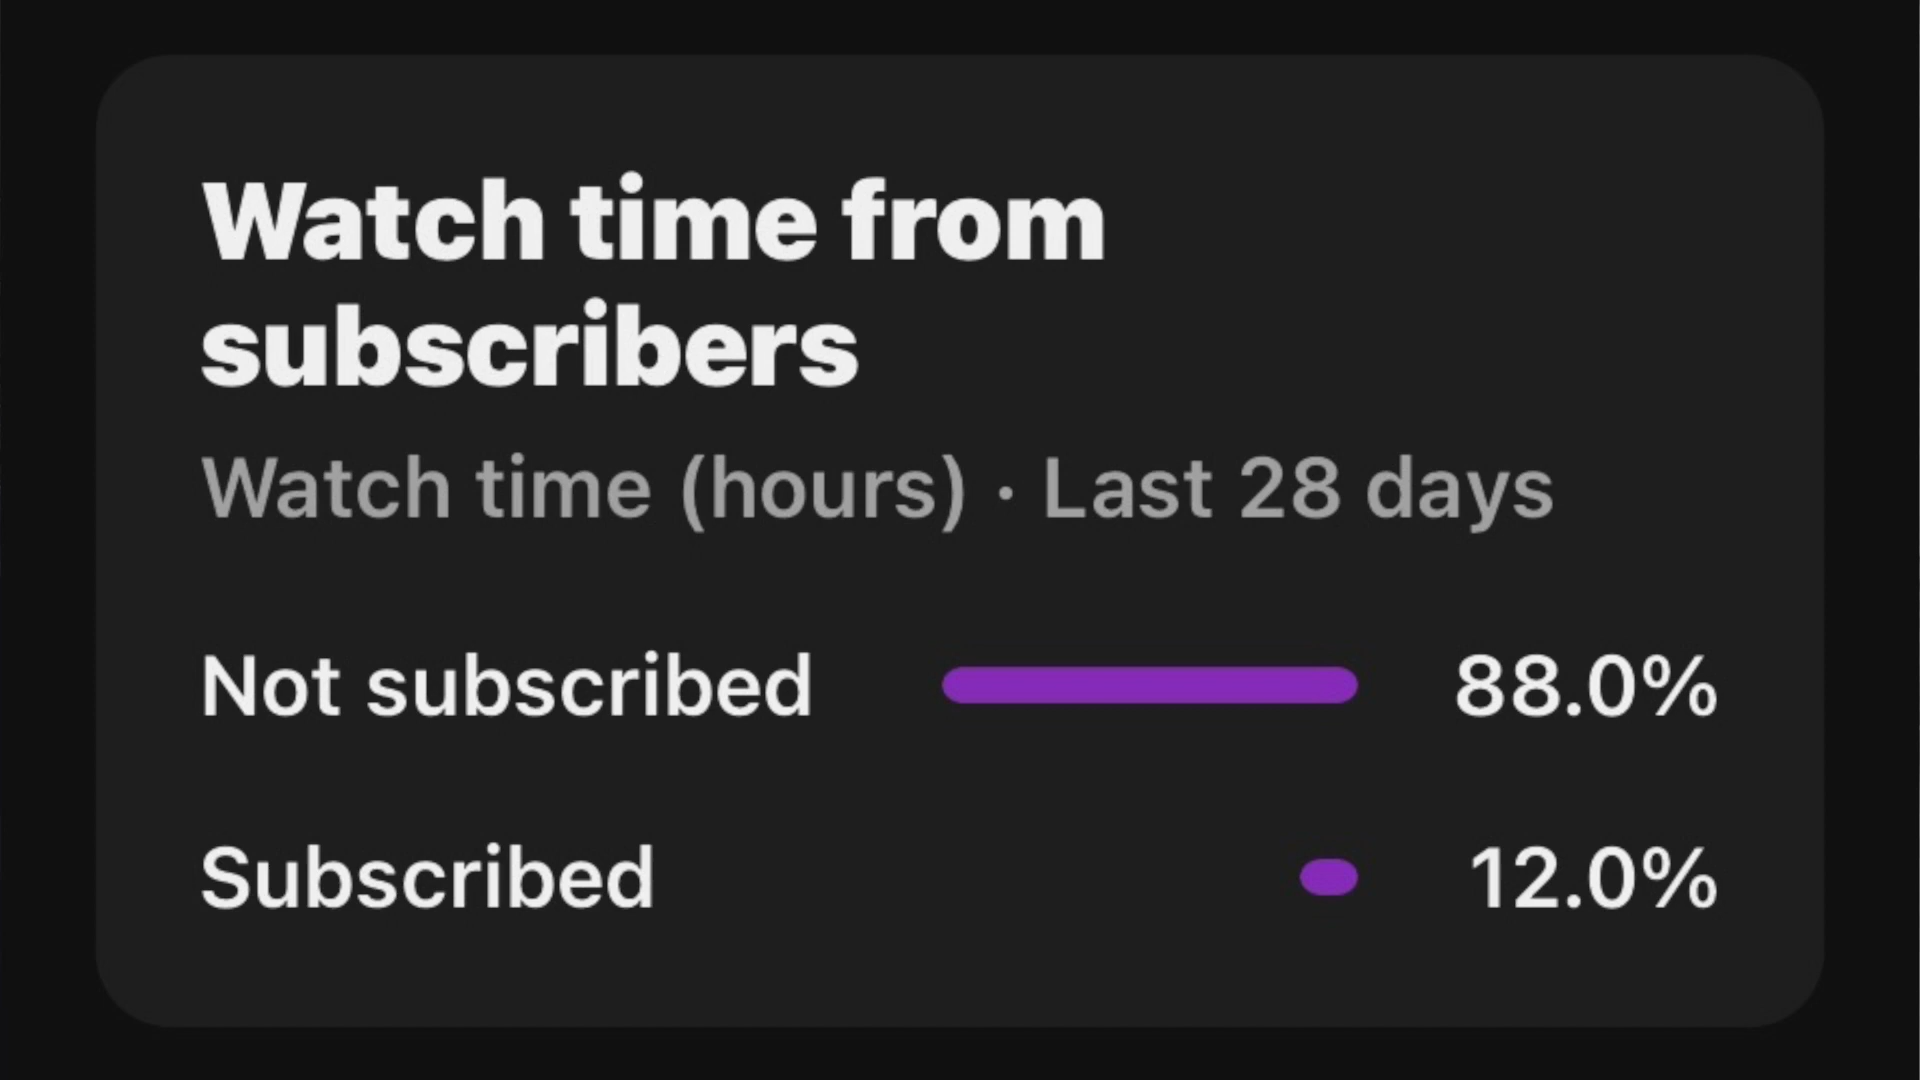 Watch time from
subscribers
Watch time (hours) · Last 28 days
Not subscribed 88.0%
Subscribed 12.0%